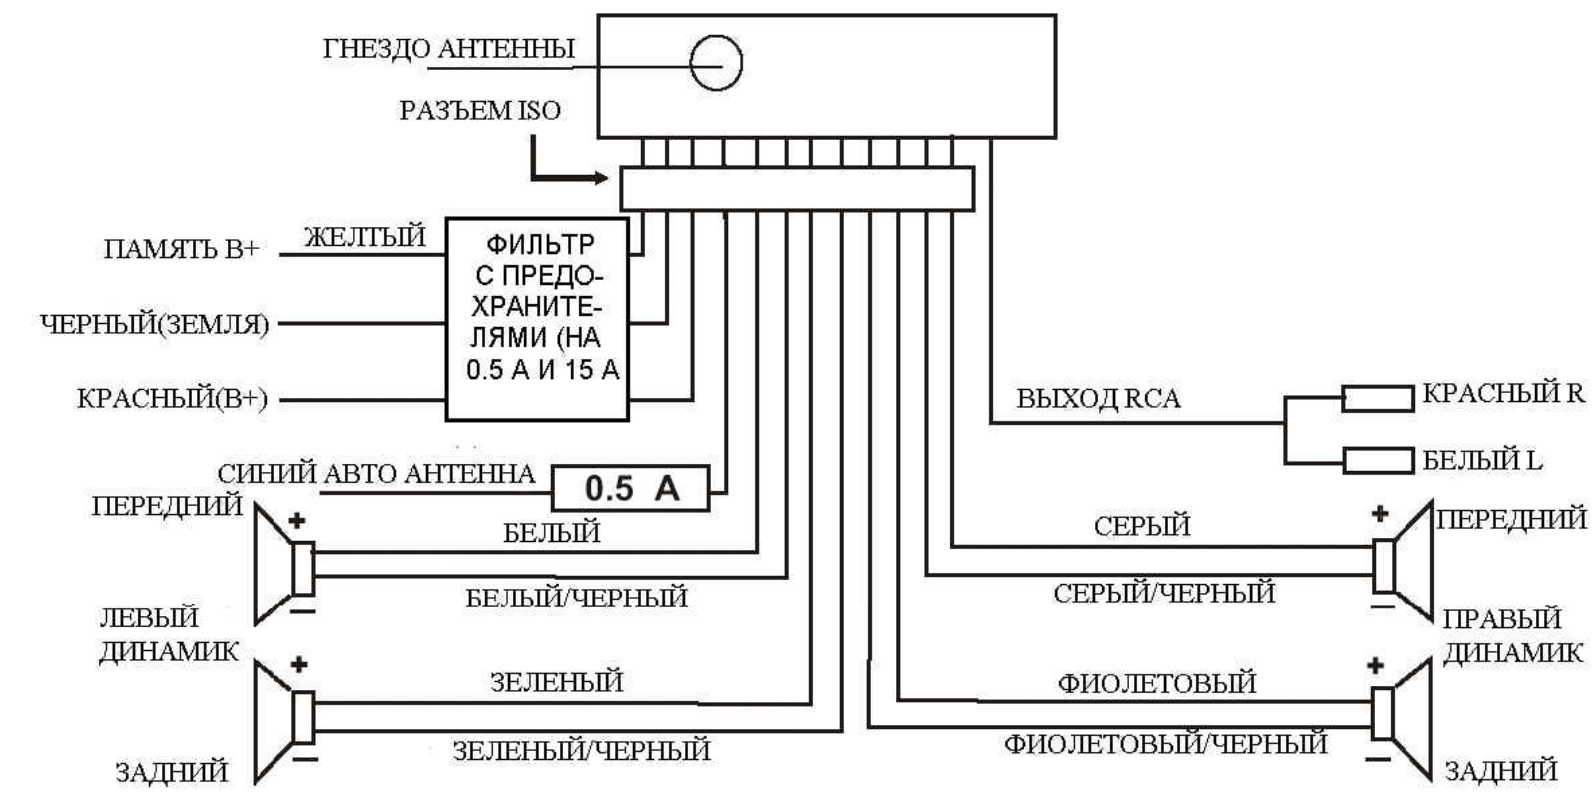 ГНЕЗДО АНТЕННЫ
РАЗЪЕМ ISO
ПАМЯТЬ В+
ЖЕЛТЫЙ
ЧЕРНЫЙ(ЗЕМЛЯ)
КРАСНЫЙ(В+)
ФИЛЬТР
С ПРЕДО-
ХРАНИТЕ-
ЛЯМИ (НА
0.5 А И 15 А
ВЫХОД RCA
КРАСНЫЙ R
БЕЛЫЙ L
СИНИЙ АВТО АНТЕННА
0.5 А
ПЕРЕДНИЙ
+
БЕЛЫЙ
БЕЛЫЙ/ЧЕРНЫЙ
—
ЛЕВЫЙ
ДИНАМИК
+
ЗЕЛЕНЫЙ
ЗЕЛЕНЫЙ/ЧЕРНЫЙ
—
ЗАДНИЙ
СЕРЫЙ
+
ПЕРЕДНИЙ
СЕРЫЙ/ЧЕРНЫЙ
—
ПРАВЫЙ
ДИНАМИК
+
ФИОЛЕТОВЫЙ
ФИОЛЕТОВЫЙ/ЧЕРНЫЙ
—
ЗАДНИЙ